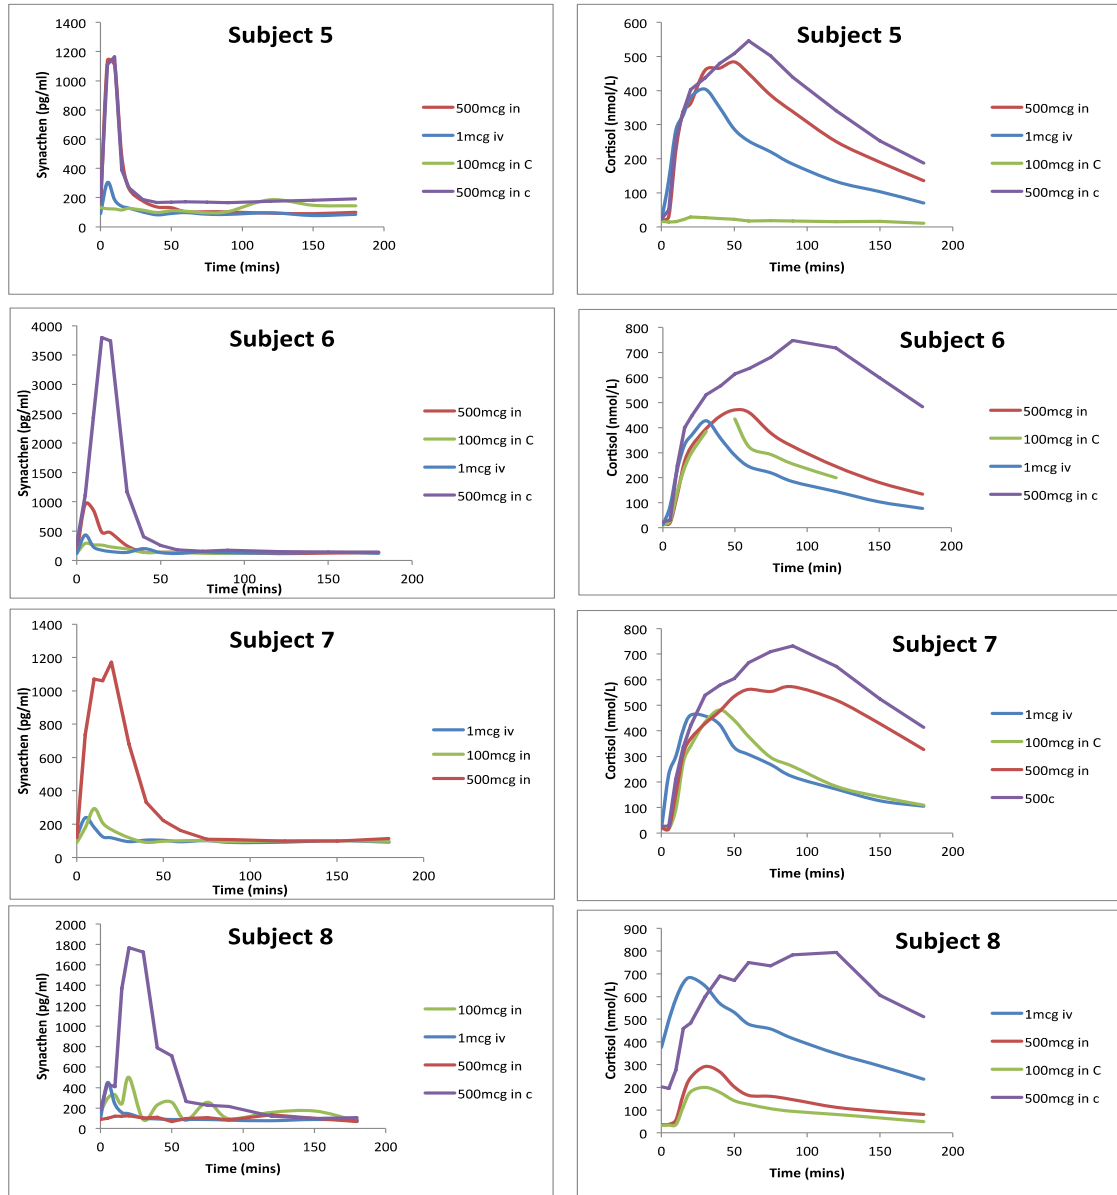 Subject 5
Synacthen (pg/ml)
1400
1200
1000
800
600
400
200
0
0 50 100 150 200
Time (mins)
500mcg in
1mcg iv
100mcg in C
500mcg in c
Subject 5
Cortisol (nmol/L)
600
500
400
300
200
100
0
0 50 100 150 200
Time (mins)
500mcg in
1mcg iv
100mcg in C
500mcg in c
Subject 6
Synacthen (pg/ml)
4000
3500
3000
2500
2000
1500
1000
500
0
0 50 100 150 200
Time (mins)
500mcg in
100mcg in C
1mcg iv
500mcg in c
Subject 6
Cortisol (nmol/L)
800
700
600
500
400
300
200
100
0
0 50 100 150 200
Time (min)
500mcg in
100mcg in C
1mcg iv
500mcg in c
Subject 7
Synacthen (pg/ml)
1400
1200
1000
800
600
400
200
0
0 50 100 150 200
Time (mins)
1mcg iv
100mcg in
500mcg in
Subject 7
Cortisol (nmol/L)
800
700
600
500
400
300
200
100
0
0 50 100 150 200
Time (mins)
1mcg iv
100mcg in C
500mcg in
500c
Subject 8
Synacthen (pg/ml)
2000
1800
1600
1400
1200
1000
800
600
400
200
0
0 50 100 150 200
Time (mins)
100mcg in
1mcg iv
500mcg in
500mcg in c
Subject 8
Cortisol (nmol/L)
900
800
700
600
500
400
300
200
100
0
0 50 100 150 200
Time (mins)
1mcg iv
500mcg in
100mcg in C
500mcg in c